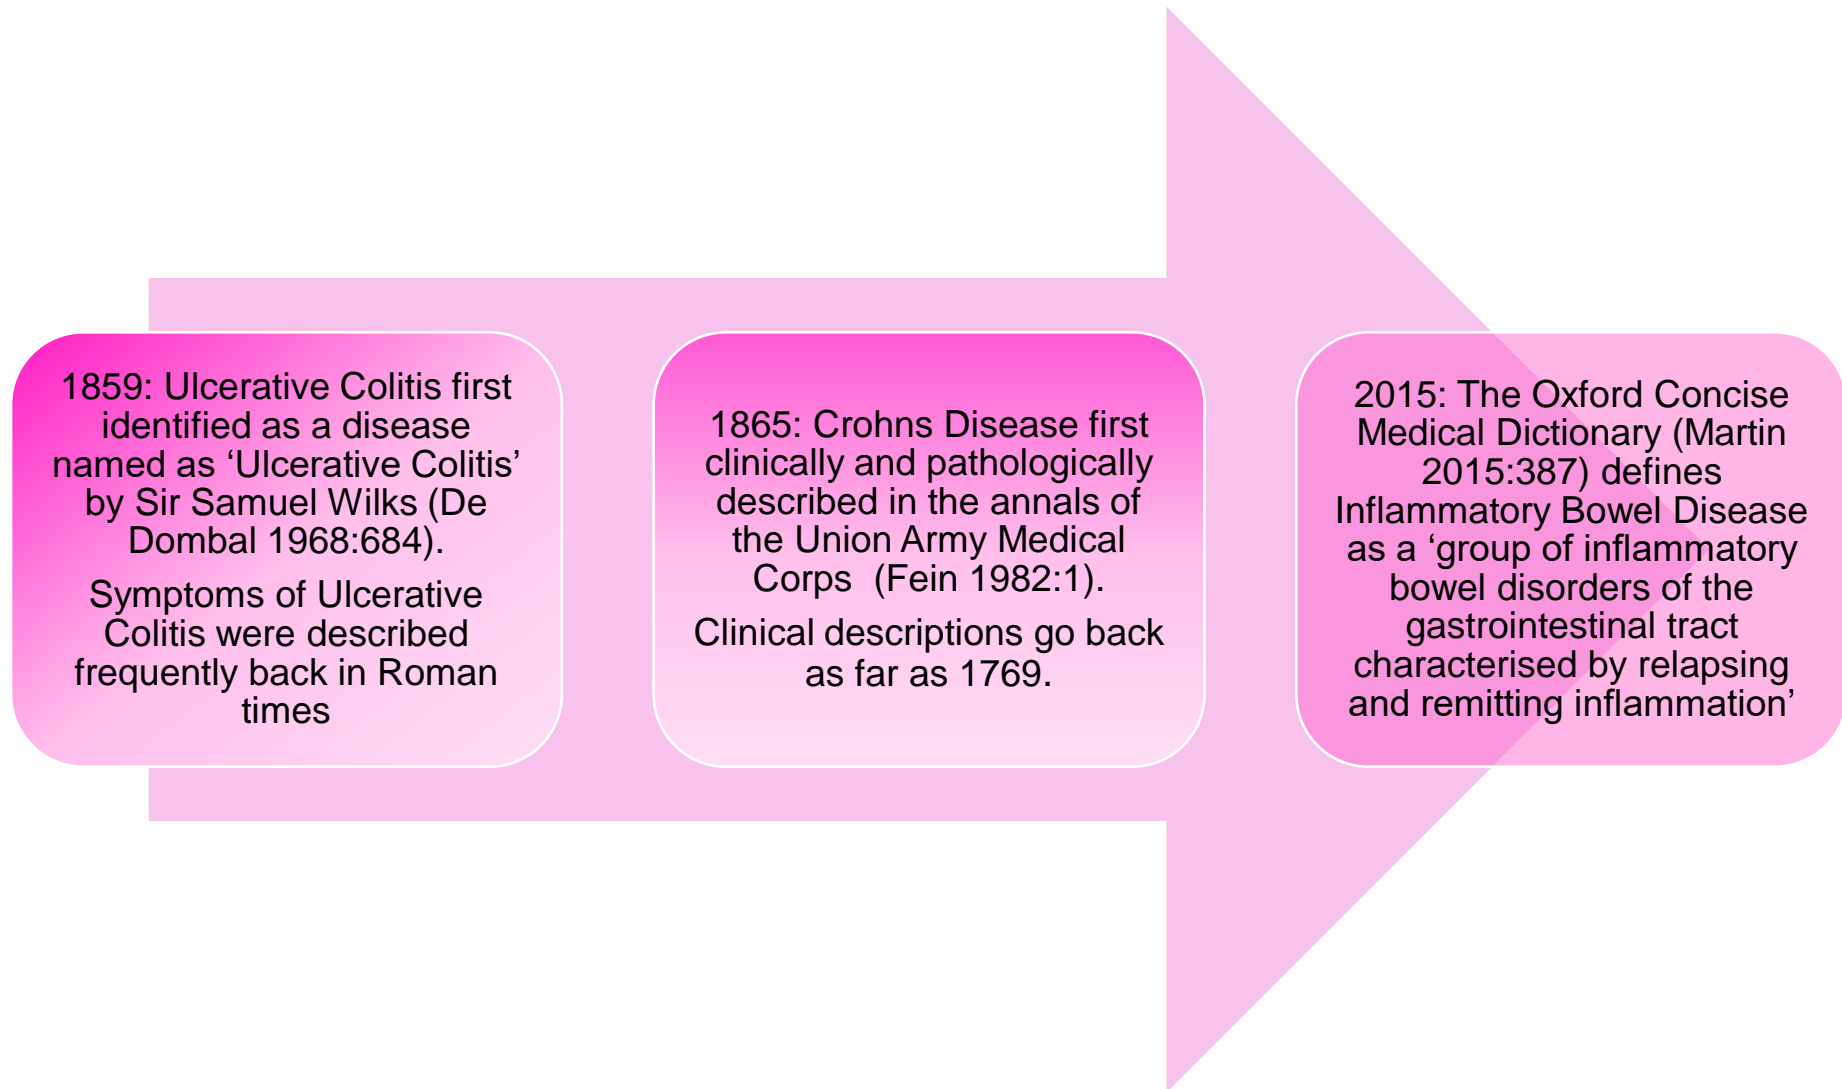 1859: Ulcerative Colitis first
identified as a disease
named as ‘Ulcerative Colitis’
by Sir Samuel Wilks (De
Dombal 1968:684).
Symptoms of Ulcerative
Colitis were described
frequently back in Roman
times
1865: Crohns Disease first
clinically and pathologically
described in the annals of
the Union Army Medical
Corps  (Fein 1982:1).
Clinical descriptions go back
as far as 1769.
2015: The Oxford Concise
Medical Dictionary (Martin
2015:387) defines
Inflammatory Bowel Disease
as a ‘group of inflammatory
bowel disorders of the
gastrointestinal tract
characterised by relapsing
and remitting inflammation’